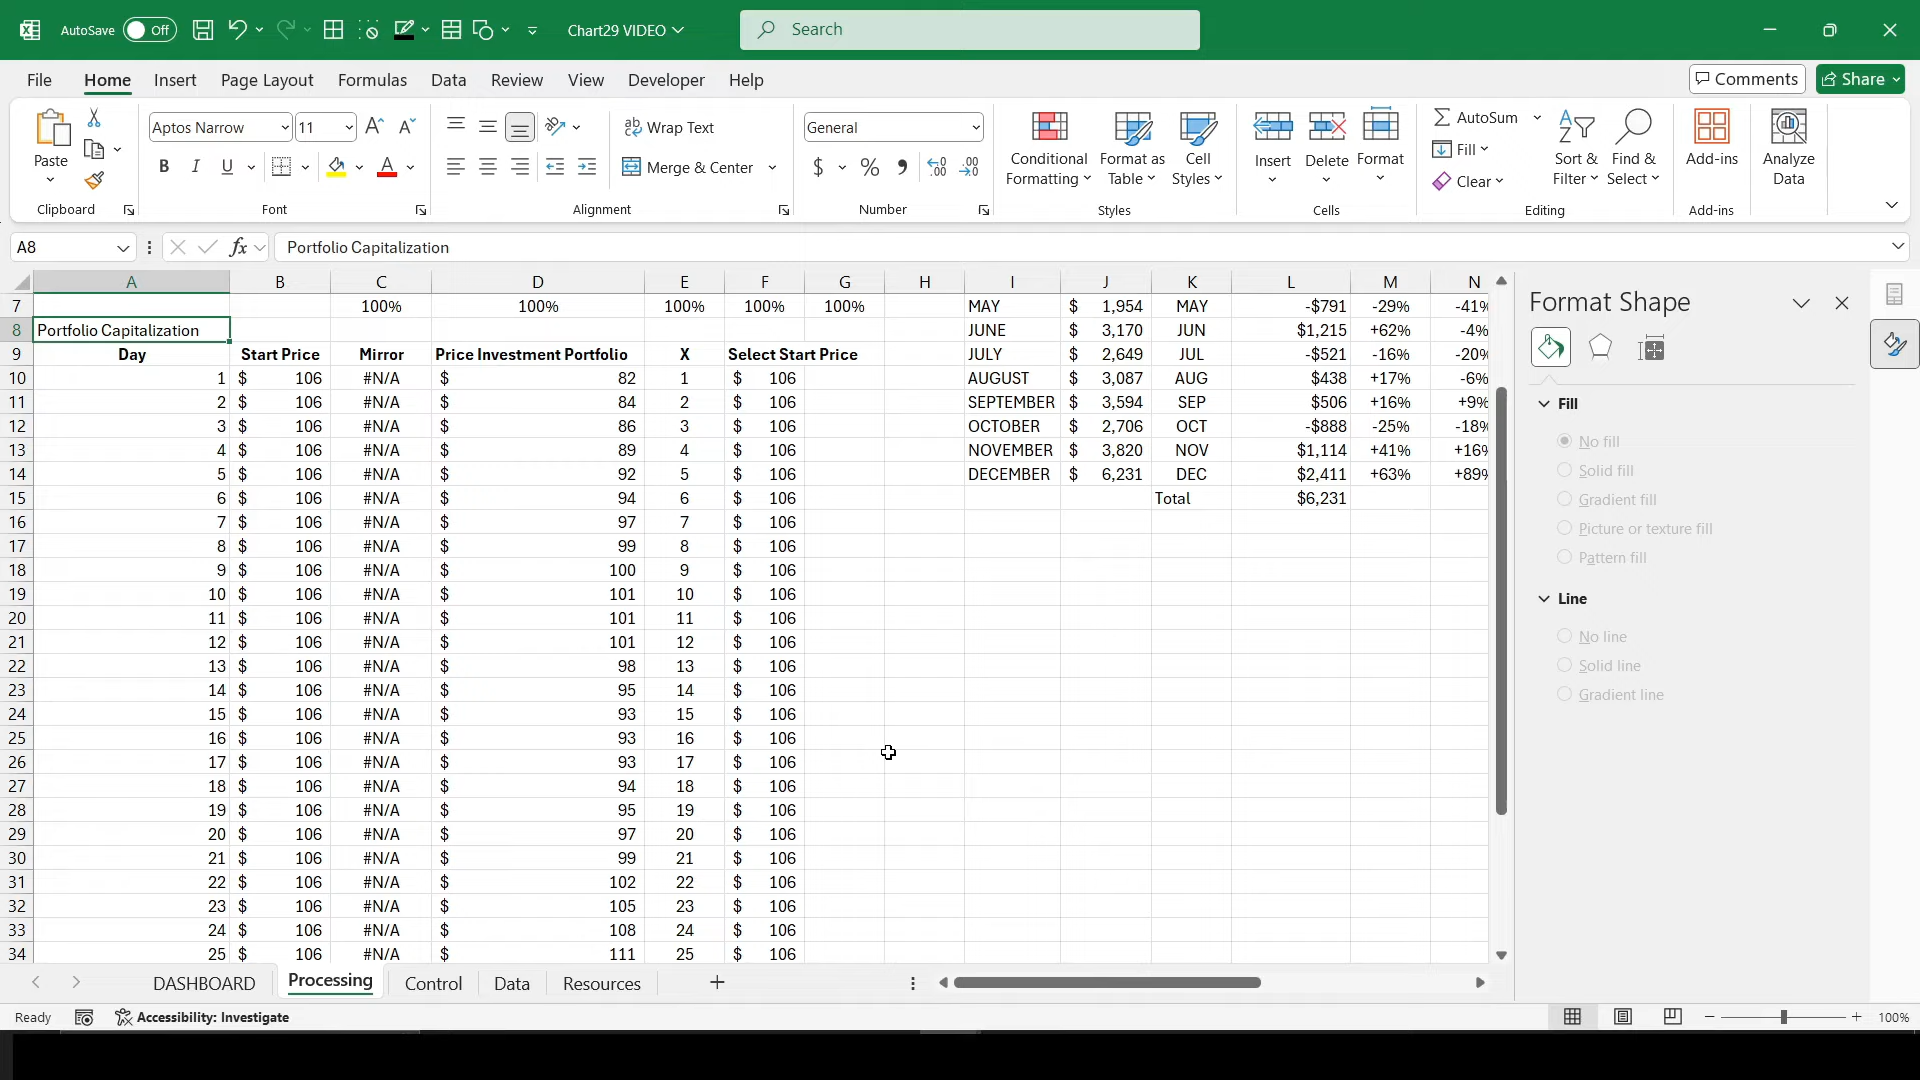 AutoSave Off Chart29 VIDEO Search
File Home Insert Page Layout Formulas Data Review View Developer Help Comments Share
Paste Aptos Narrow 11 Wrap Text General Conditional Formatting Format as Table Cell Styles Insert Delete Format AutoSum Fill Clear Sort & Filter Find & Select Add-ins Analyze Data
B I U Merge & Center $ %
Clipboard Font Alignment Number Styles Cells Editing Add-ins
A8 fx Portfolio Capitalization
A B C D E F G H I J K L M N
7 100% 100% 100% 100% 100% MAY $ 1,954 MAY -$791 -29% -41%
8 Portfolio Capitalization JUNE $ 3,170 JUN $1,215 +62% -4%
9 Day Start Price Mirror Price Investment Portfolio X Select Start Price JULY $ 2,649 JUL -$521 -16% -20%
10 1 $ 106 #N/A $ 82 1 $ 106 AUGUST $ 3,087 AUG $438 +17% -6%
11 2 $ 106 #N/A $ 84 2 $ 106 SEPTEMBER $ 3,594 SEP $506 +16% +9%
12 3 $ 106 #N/A $ 86 3 $ 106 OCTOBER $ 2,706 OCT -$888 -25% -18%
13 4 $ 106 #N/A $ 89 4 $ 106 NOVEMBER $ 3,820 NOV $1,114 +41% +16%
14 5 $ 106 #N/A $ 92 5 $ 106 DECEMBER $ 6,231 DEC $2,411 +63% +89%
15 6 $ 106 #N/A $ 94 6 $ 106 Total $6,231
16 7 $ 106 #N/A $ 97 7 $ 106
17 8 $ 106 #N/A $ 99 8 $ 106
18 9 $ 106 #N/A $ 100 9 $ 106
19 10 $ 106 #N/A $ 101 10 $ 106
20 11 $ 106 #N/A $ 101 11 $ 106
21 12 $ 106 #N/A $ 101 12 $ 106
22 13 $ 106 #N/A $ 98 13 $ 106
23 14 $ 106 #N/A $ 95 14 $ 106
24 15 $ 106 #N/A $ 93 15 $ 106
25 16 $ 106 #N/A $ 93 16 $ 106
26 17 $ 106 #N/A $ 93 17 $ 106
27 18 $ 106 #N/A $ 94 18 $ 106
28 19 $ 106 #N/A $ 95 19 $ 106
29 20 $ 106 #N/A $ 97 20 $ 106
30 21 $ 106 #N/A $ 99 21 $ 106
31 22 $ 106 #N/A $ 102 22 $ 106
32 23 $ 106 #N/A $ 105 23 $ 106
33 24 $ 106 #N/A $ 108 24 $ 106
34 25 $ 106 #N/A $ 111 25 $ 106
Format Shape
Fill
No fill
Solid fill
Gradient fill
Picture or texture fill
Pattern fill
Line
No line
Solid line
Gradient line
DASHBOARD Processing Control Data Resources
Ready Accessibility: Investigate 100%